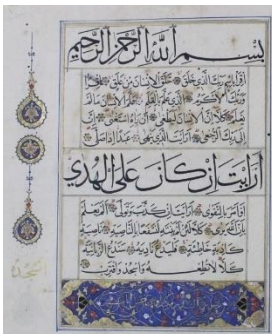 بسم الله الرحمن الرحيم
اقرا باسم ربك الذي خلق خلق الانسان من علق اقرا
وربك الاكرم الذي علم بالقلم علم الانسان ما لم
يعلم كلا ان الانسان ليطغى ان راه استغنى ان
الى ربك الرجعى ارايت الذي ينهى عبدا اذا صلى
ارايت ان كان على الهدي
او امر بالتقوى ارايت ان كذب وتولى الم يعلم
بان الله يرى كلا لئن لم ينته لنسفعا بالناصية ناصية
كاذبة خاطئة فليدع ناديه سندع الزبانية
كلا لا تطعه واسجد واقترب
سجدة